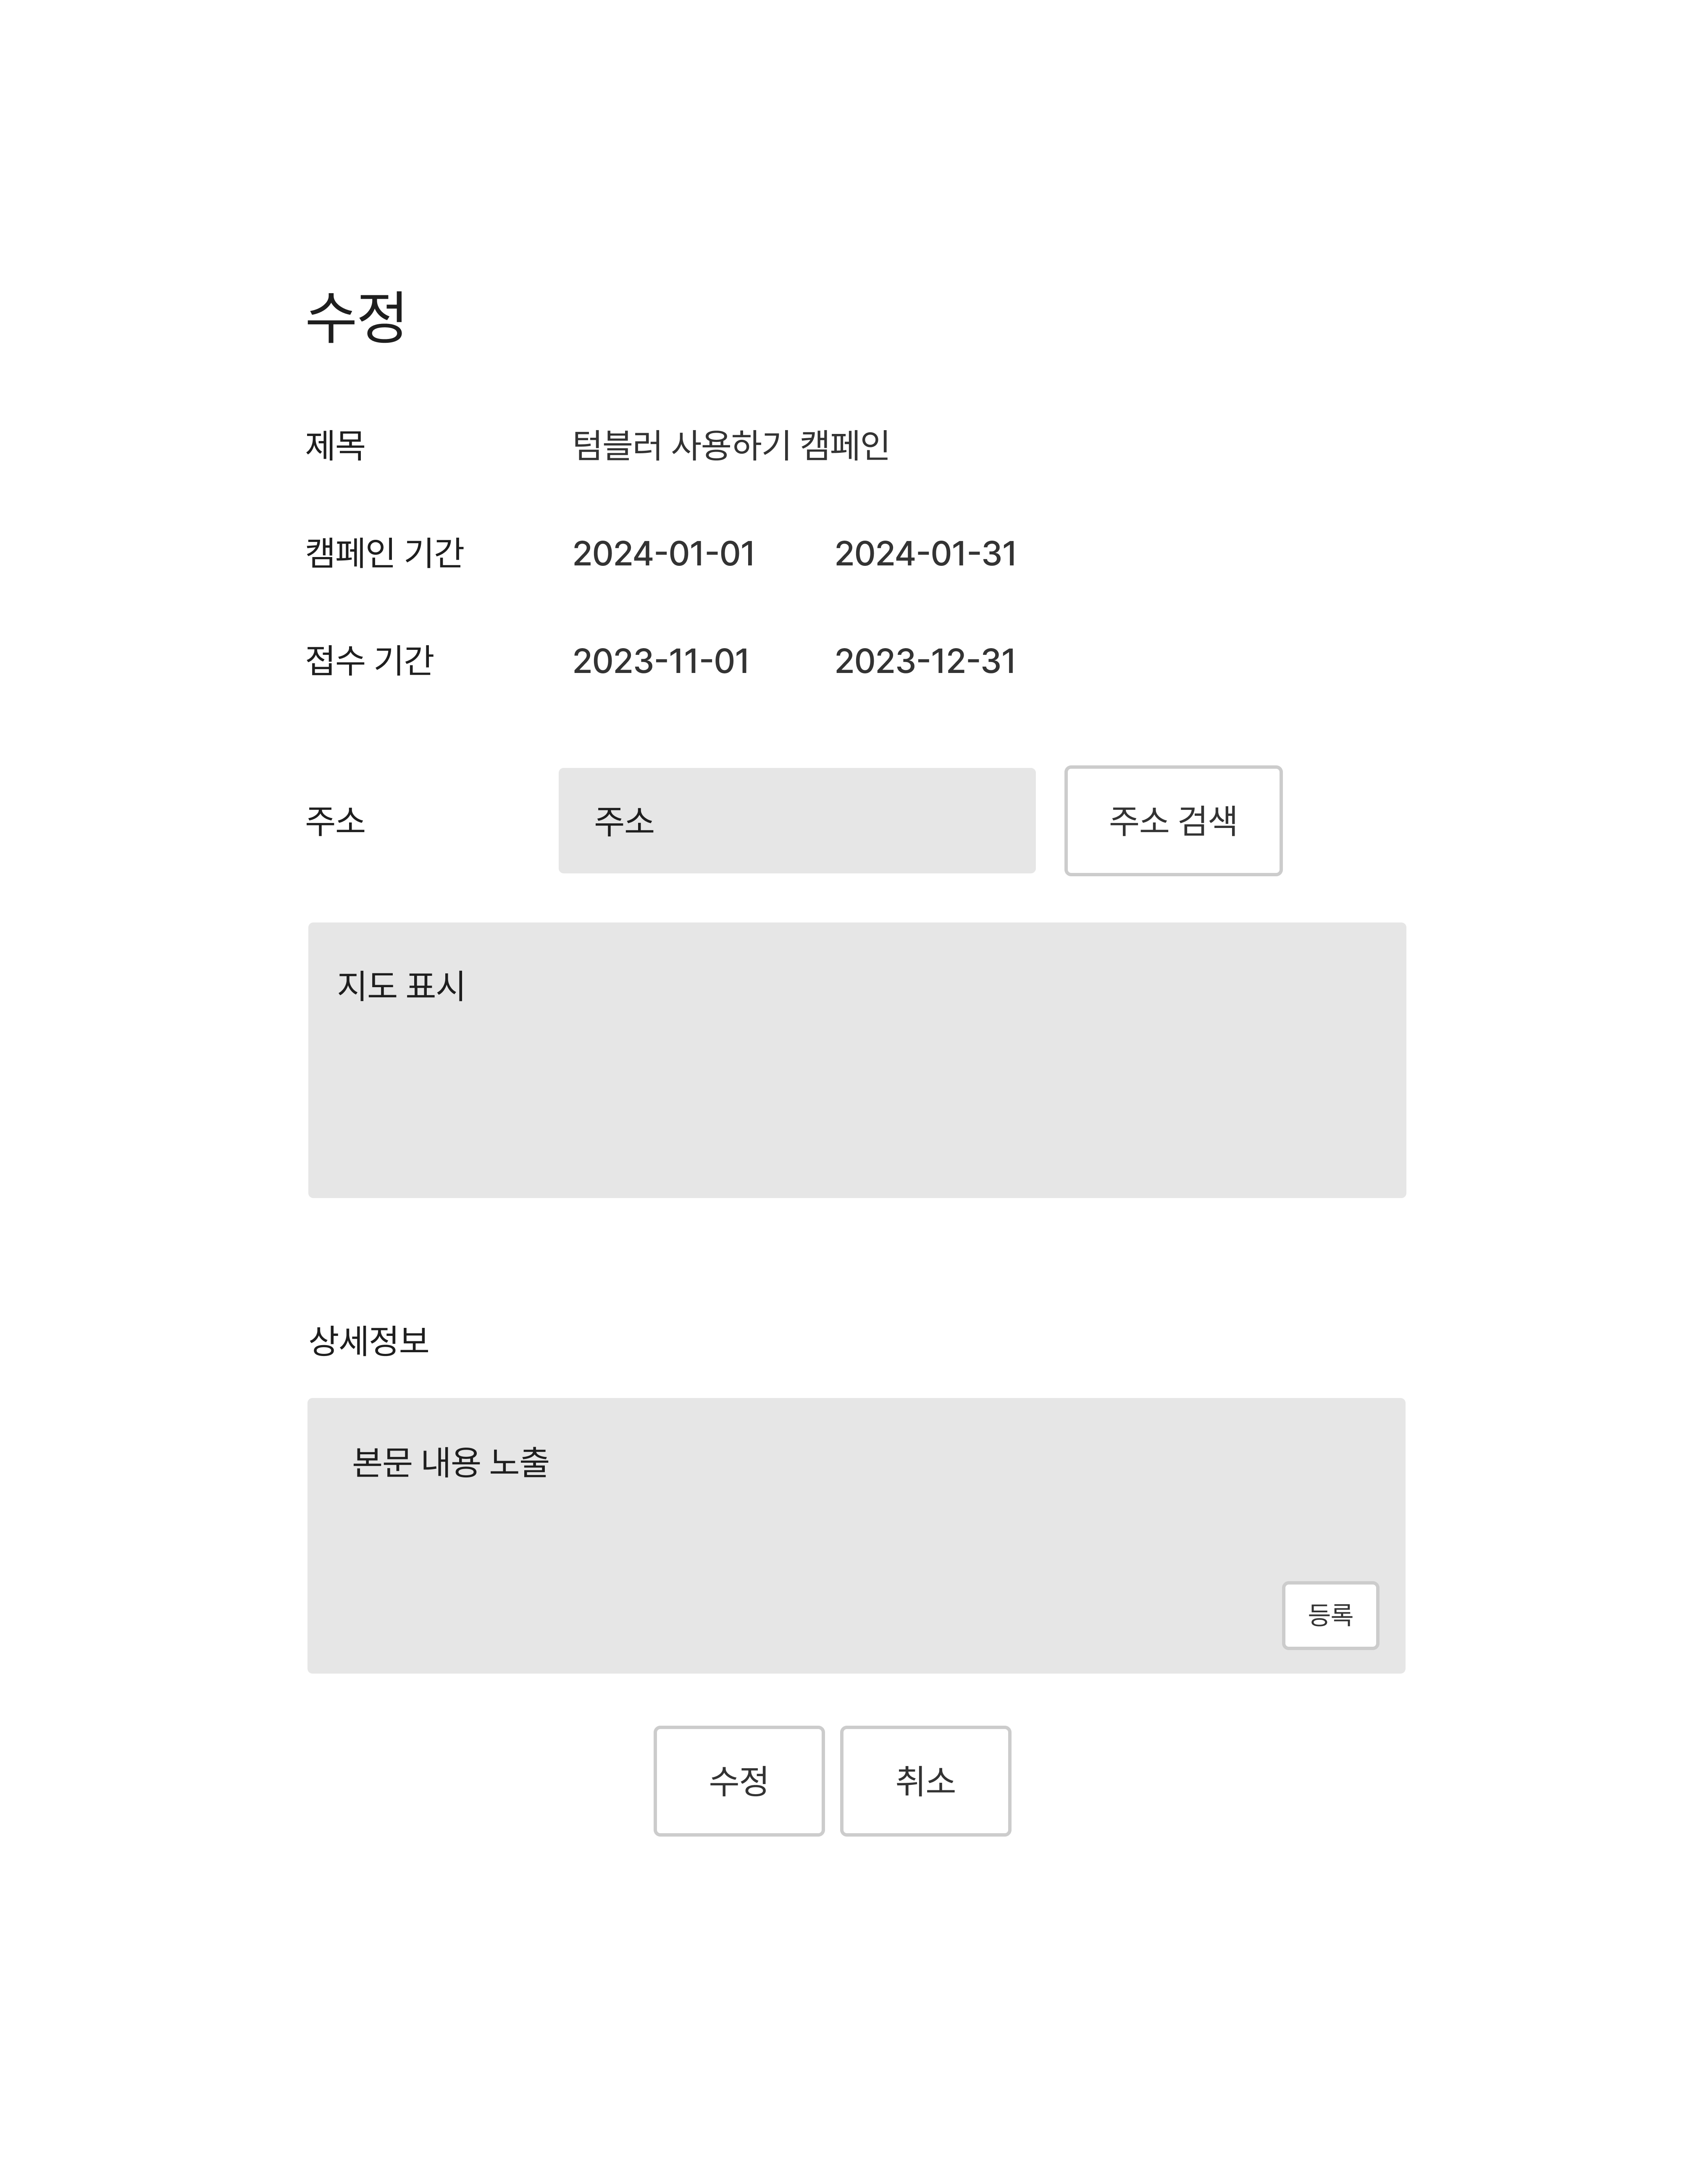 수정
제목 텀블러 사용하기 캠페인
캠페인 기간 2024-01-01 2024-01-31
접수 기간 2023-11-01 2023-12-31
주소 주소 주소 검색
지도 표시
상세정보
본문 내용 노출
등록
수정 취소